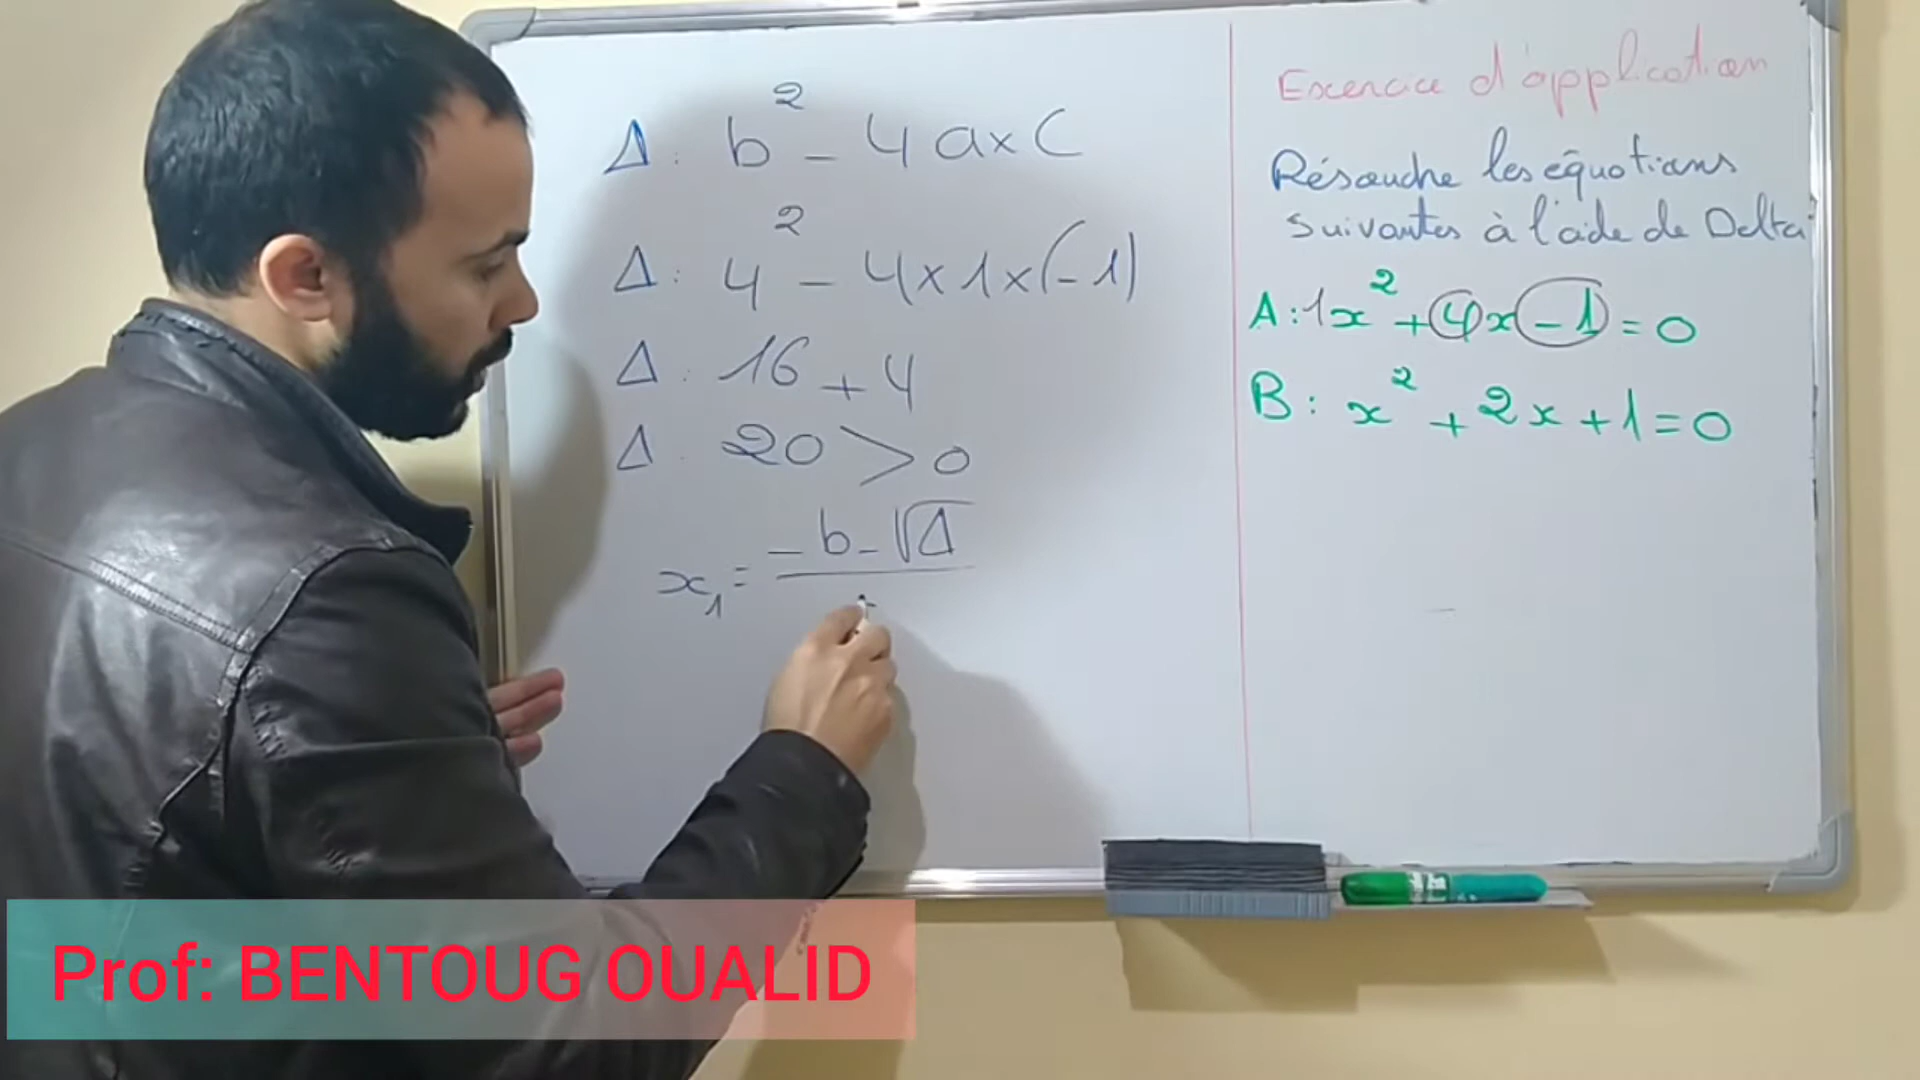 Δ: b² - 4 a x C
Δ: 4² - 4 x 1 x (-1)
Δ: 16 + 4
Δ: 20 > 0
x₁ = -b - √Δ
Exercice d'application
Résoudre les équations
suivantes à l'aide de Delta
A: 1x² + 4x - 1 = 0
B: x² + 2x + 1 = 0
Prof: BENTOUG OUALID